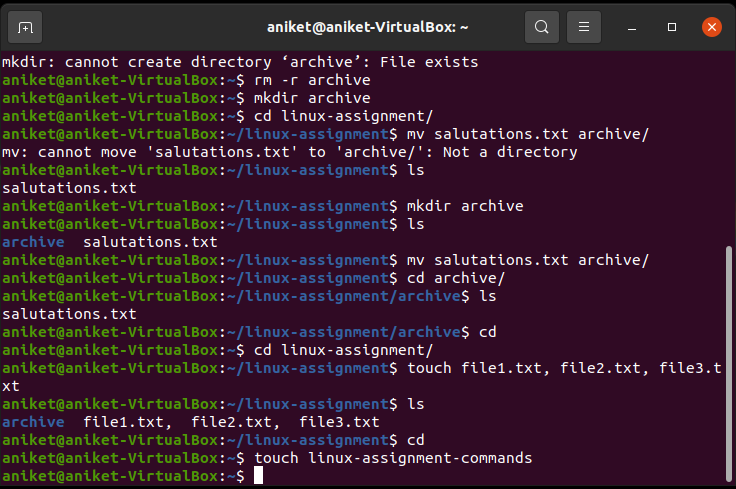 aniket@aniket-VirtualBox: ~
mkdir: cannot create directory ‘archive’: File exists
aniket@aniket-VirtualBox:~$ rm -r archive
aniket@aniket-VirtualBox:~$ mkdir archive
aniket@aniket-VirtualBox:~$ cd linux-assignment/
aniket@aniket-VirtualBox:~/linux-assignment$ mv salutations.txt archive/
mv: cannot move 'salutations.txt' to 'archive/': Not a directory
aniket@aniket-VirtualBox:~/linux-assignment$ ls
salutations.txt
aniket@aniket-VirtualBox:~/linux-assignment$ mkdir archive
aniket@aniket-VirtualBox:~/linux-assignment$ ls
archive  salutations.txt
aniket@aniket-VirtualBox:~/linux-assignment$ mv salutations.txt archive/
aniket@aniket-VirtualBox:~/linux-assignment$ cd archive/
aniket@aniket-VirtualBox:~/linux-assignment/archive$ ls
salutations.txt
aniket@aniket-VirtualBox:~/linux-assignment/archive$ cd
aniket@aniket-VirtualBox:~$ cd linux-assignment/
aniket@aniket-VirtualBox:~/linux-assignment$ touch file1.txt, file2.txt, file3.t
xt
aniket@aniket-VirtualBox:~/linux-assignment$ ls
archive  file1.txt,  file2.txt,  file3.txt
aniket@aniket-VirtualBox:~/linux-assignment$ cd
aniket@aniket-VirtualBox:~$ touch linux-assignment-commands
aniket@aniket-VirtualBox:~$